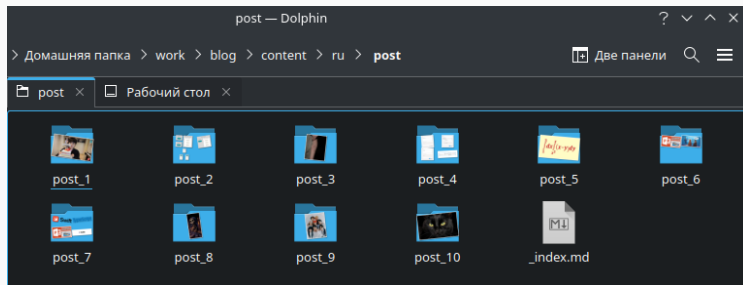 post — Dolphin
> Домашняя папка > work > blog > content > ru > post
Две панели
post
Рабочий стол
post_1 post_2 post_3 post_4 post_5 post_6
post_7 post_8 post_9 post_10 _index.md